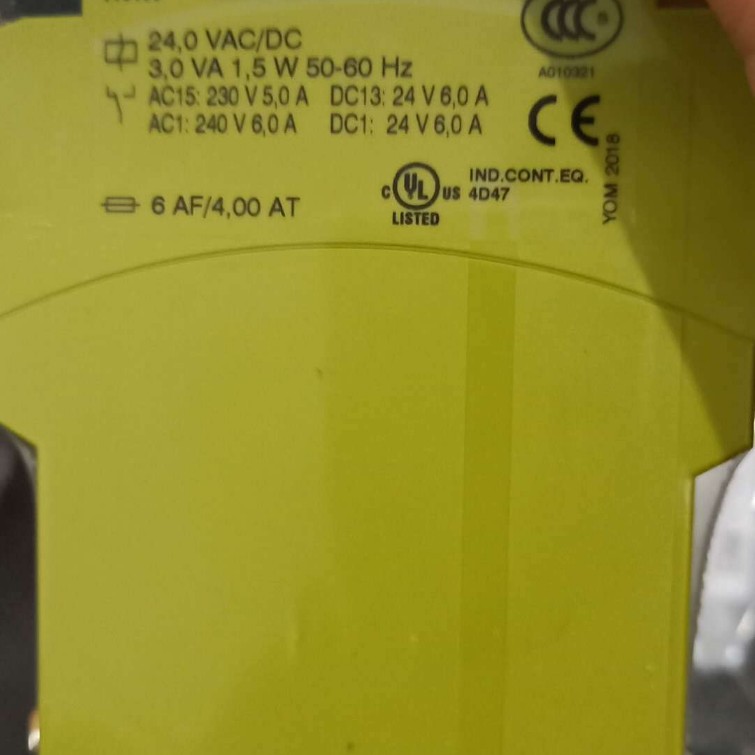 24,0 VAC/DC
3,0 VA 1,5 W 50-60 Hz
AC15: 230 V 5,0 A DC13: 24 V 6,0 A
AC1: 240 V 6,0 A DC1: 24 V 6,0 A
6 AF/4,00 AT
CCC S
A010321
CE
C UL US
LISTED
IND.CONT.EQ.
4D47
YOM 2018